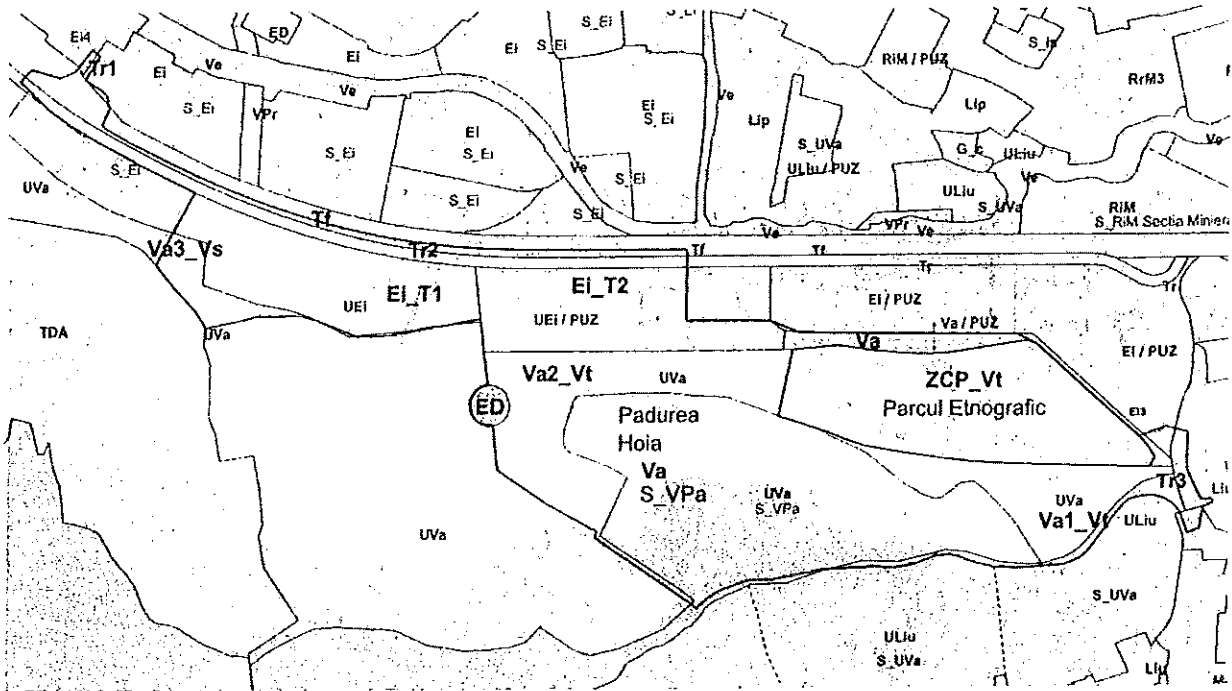 Ei4
ED
S_Ei
Tr1
Ei
Ve
Ei
S_Ei
Ei
S_Ei
RiM / PUZ
RrM3
S_Ei
VPr
Ve
Ei
S_Ei
Ve
Lip
Lip
S_Ei
Ei
S_Ei
S_UVa
ULiu / PUZ
G_c
ULiu
Ve
Ve
UVa
S_Ei
S_Ei
Ve
S_Ei
ULiu
S_UVa
RiM
S_RiM Sectia Miniera
Tf
S_Ei
Ve
VPr
Ve
Va3_Vs
Tr2
Tf
Tf
Tr
Tr
UEi
Ei_T1
Ei_T2
Ei / PUZ
UEi / PUZ
Va / PUZ
TDA
UVa
Va
Ei / PUZ
Va2_Vt
UVa
ZCP_Vt
Parcul Etnografic
ED
Padurea
Hoia
Va
S_VPa
UVa
S_VPa
Tr3
UVa
Va1_Vt
ULiu
UVa
S_UVa
ULiu
S_UVa
Liu